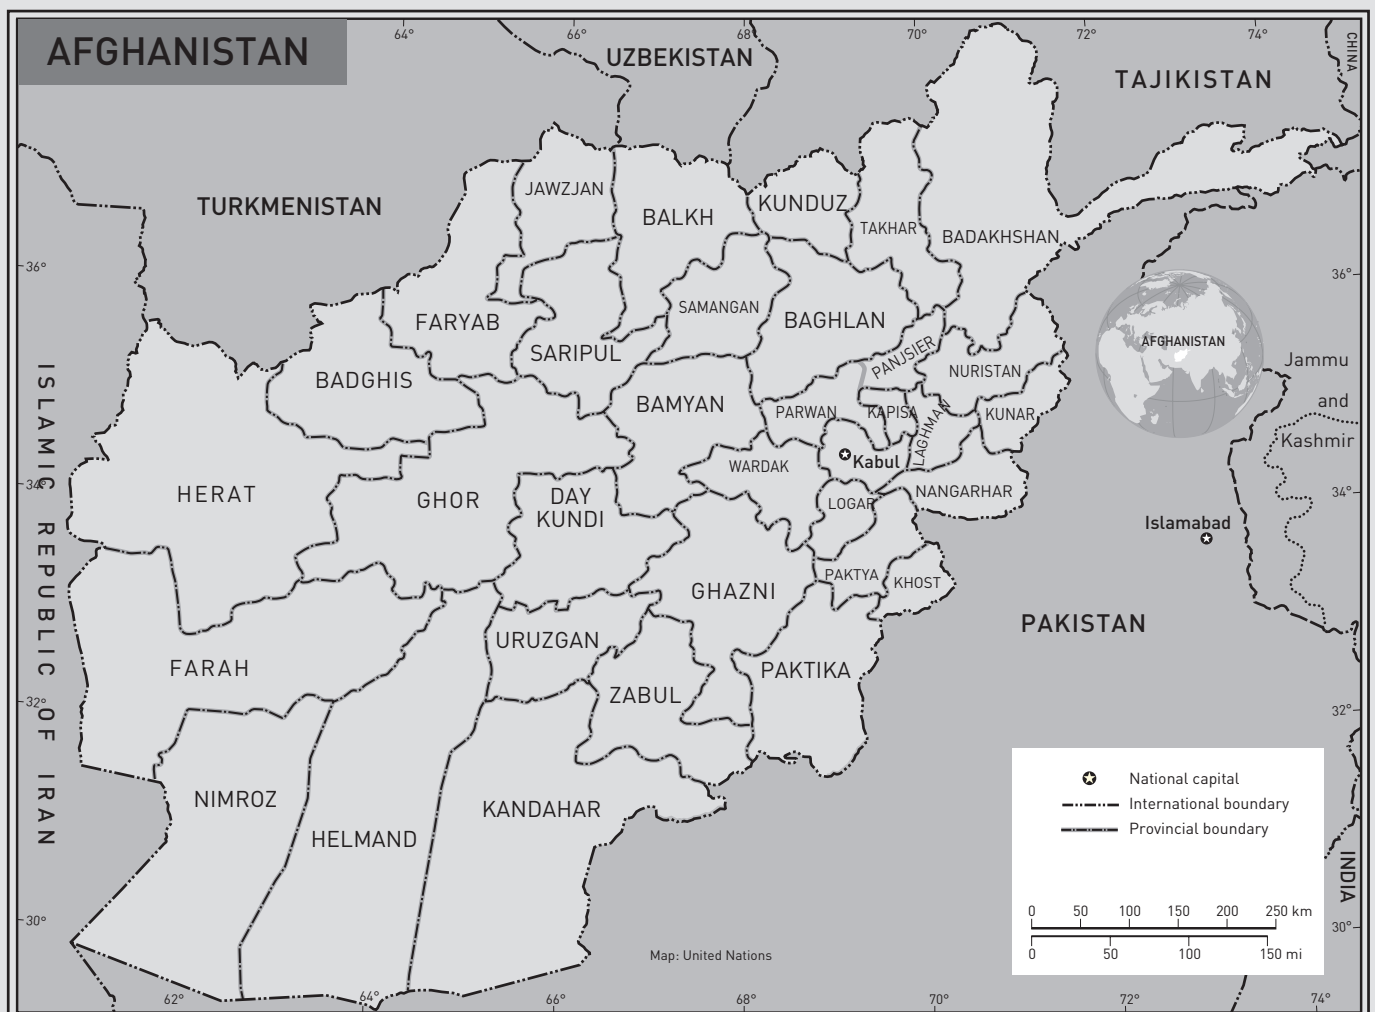 AFGHANISTAN
64°
66°
68°
70°
72°
74°
CHINA
UZBEKISTAN
TAJIKISTAN
TURKMENISTAN
JAWZJAN
BALKH
KUNDUZ
TAKHAR
BADAKHSHAN
36°
36°
FARYAB
SAMANGAN
BAGHLAN
SARIPUL
PANJSIER
NURISTAN
AFGHANISTAN
Jammu
and
Kashmir
BADGHIS
BAMYAN
PARWAN
KAPISA
LAGHMAN
KUNAR
Kabul
WARDAK
34°
34°
HERAT
GHOR
DAY
KUNDI
LOGAR
NANGARHAR
Islamabad
ISLAMIC REPUBLIC OF IRAN
GHAZNI
PAKTYA
KHOST
PAKISTAN
URUZGAN
FARAH
ZABUL
PAKTIKA
32°
32°
NIMROZ
HELMAND
KANDAHAR
National capital
International boundary
Provincial boundary
INDIA
0 50 100 150 200 250 km
0 50 100 150 mi
30°
30°
Map: United Nations
62°
64°
66°
68°
70°
72°
74°